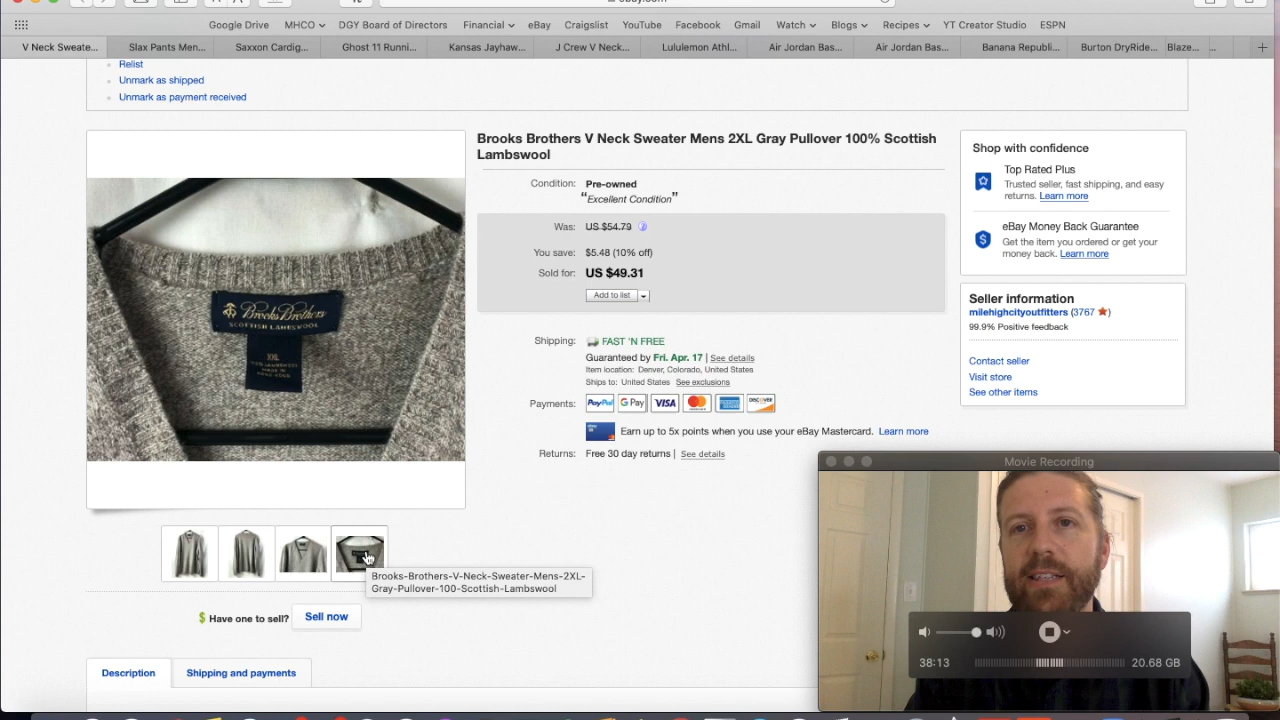 Google Drive MHCO DGY Board of Directors Financial eBay Craigslist YouTube Facebook Gmail Watch Blogs Recipes YT Creator Studio ESPN
V Neck Sweate... Slax Pants Men... Saxxon Cardig... Ghost 11 Runni... Kansas Jayhaw... J Crew V Neck... Lululemon Athl... Air Jordan Bas... Air Jordan Bas... Banana Republi... Burton DryRide... Blaze... ...
Relist
Unmark as shipped
Unmark as payment received
Brooks Brothers
SCOTTISH LAMBSWOOL
XXL
Brooks Brothers V Neck Sweater Mens 2XL Gray Pullover 100% Scottish
Lambswool
Condition: Pre-owned
“Excellent Condition”
Was: US $54.79
You save: $5.48 (10% off)
Sold for: US $49.31
Add to list
Shipping: FAST 'N FREE
Guaranteed by Fri. Apr. 17 | See details
Item location: Denver, Colorado, United States
Ships to: United States See exclusions
Payments: PayPal G Pay VISA DISCOVER
Earn up to 5x points when you use your eBay Mastercard. Learn more
Returns: Free 30 day returns | See details
Shop with confidence
Top Rated Plus
Trusted seller, fast shipping, and easy
returns. Learn more
eBay Money Back Guarantee
Get the item you ordered or get your
money back. Learn more
Seller information
milehighcityoutfitters (3767)
99.9% Positive feedback
Contact seller
Visit store
See other items
Brooks-Brothers-V-Neck-Sweater-Mens-2XL-
Gray-Pullover-100-Scottish-Lambswool
$ Have one to sell? Sell now
Description Shipping and payments
Movie Recording
38:13 20.68 GB